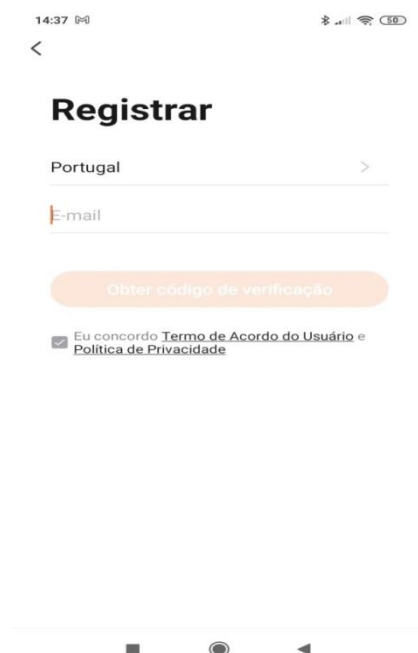 14:37
50
Registrar
Portugal
E-mail
Obter código de verificação
Eu concordo Termo de Acordo do Usuário e
Política de Privacidade